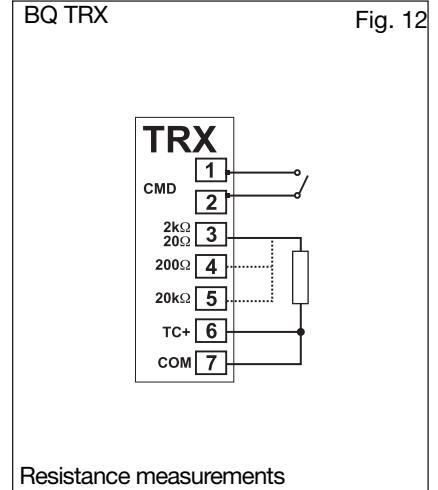 BQ TRX
Fig. 12
TRX
1
CMD
2
2kΩ
20Ω
3
200Ω 4
20kΩ 5
TC+ 6
COM 7
Resistance measurements